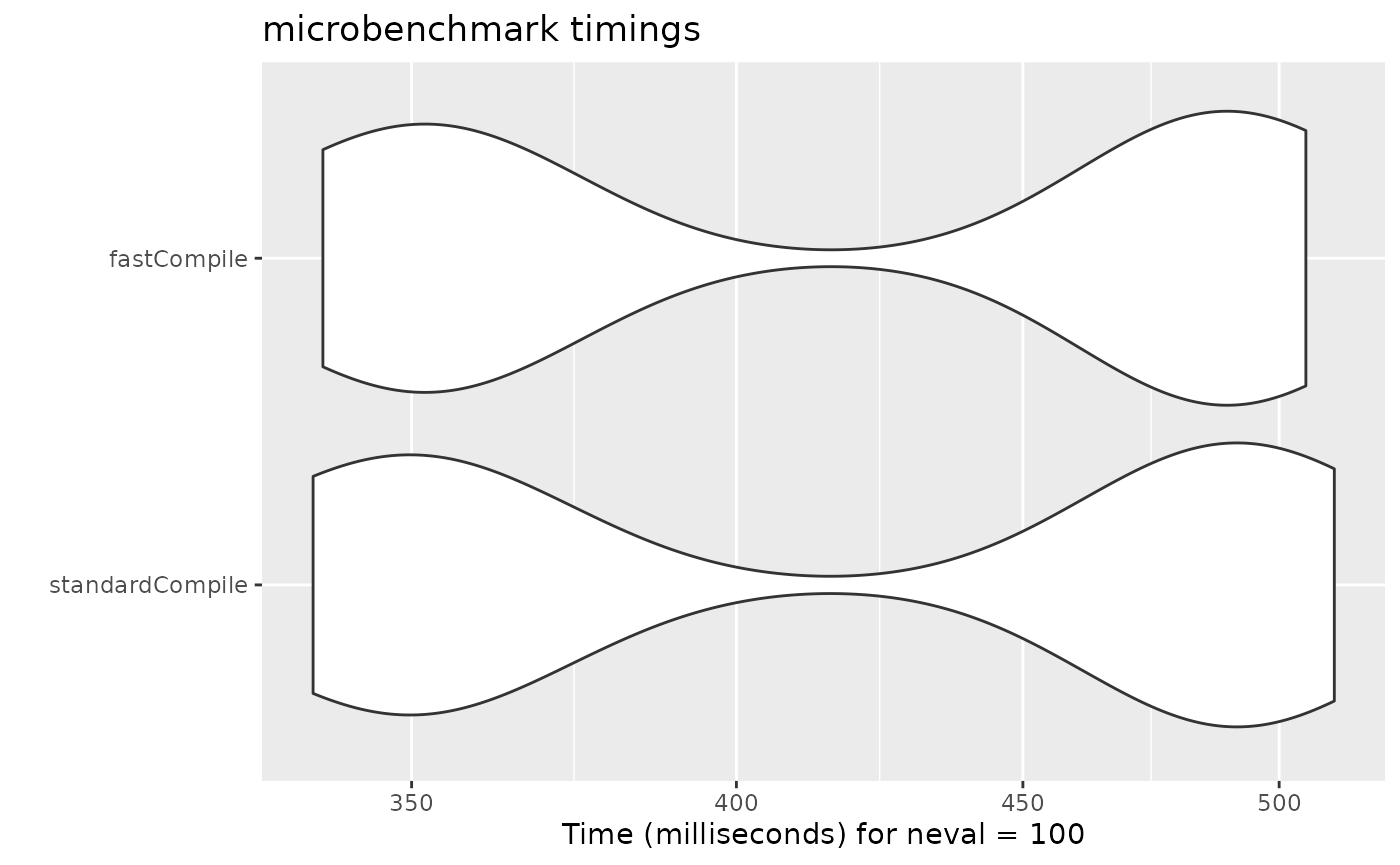 microbenchmark timings
fastCompile
standardCompile
350 400 450 500
Time (milliseconds) for neval = 100